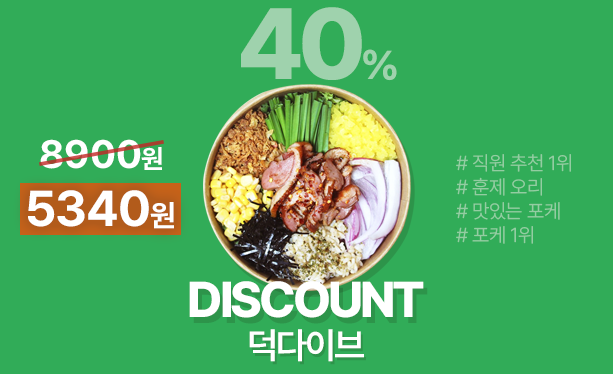 40%
8900원
5340원
# 직원 추천 1위
# 훈제 오리
# 맛있는 포케
# 포케 1위
DISCOUNT
덕다이브